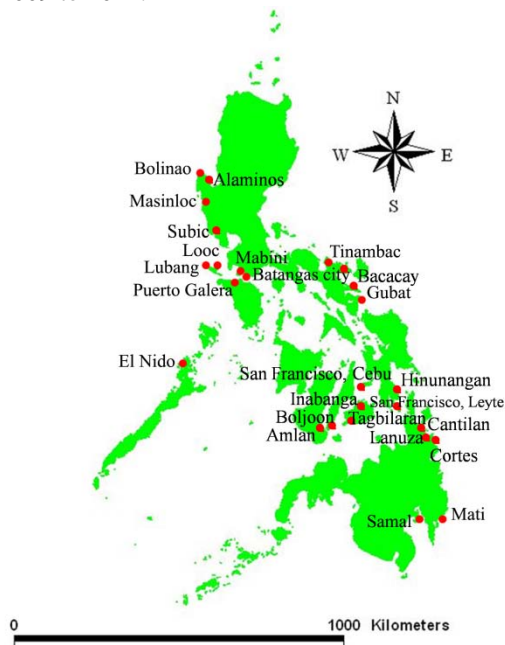 N
W E
S
Bolinao
Alaminos
Masinloc
Subic
Looc
Lubang
Mabini
Batangas city
Puerto Galera
Tinambac
Bacacay
Gubat
El Nido
San Francisco, Cebu
Hinunangan
Inabanga
San Francisco, Leyte
Boljoon
Tagbilaran
Cantilan
Amlan
Lanuza
Cortes
Samal
Mati
0 1000 Kilometers